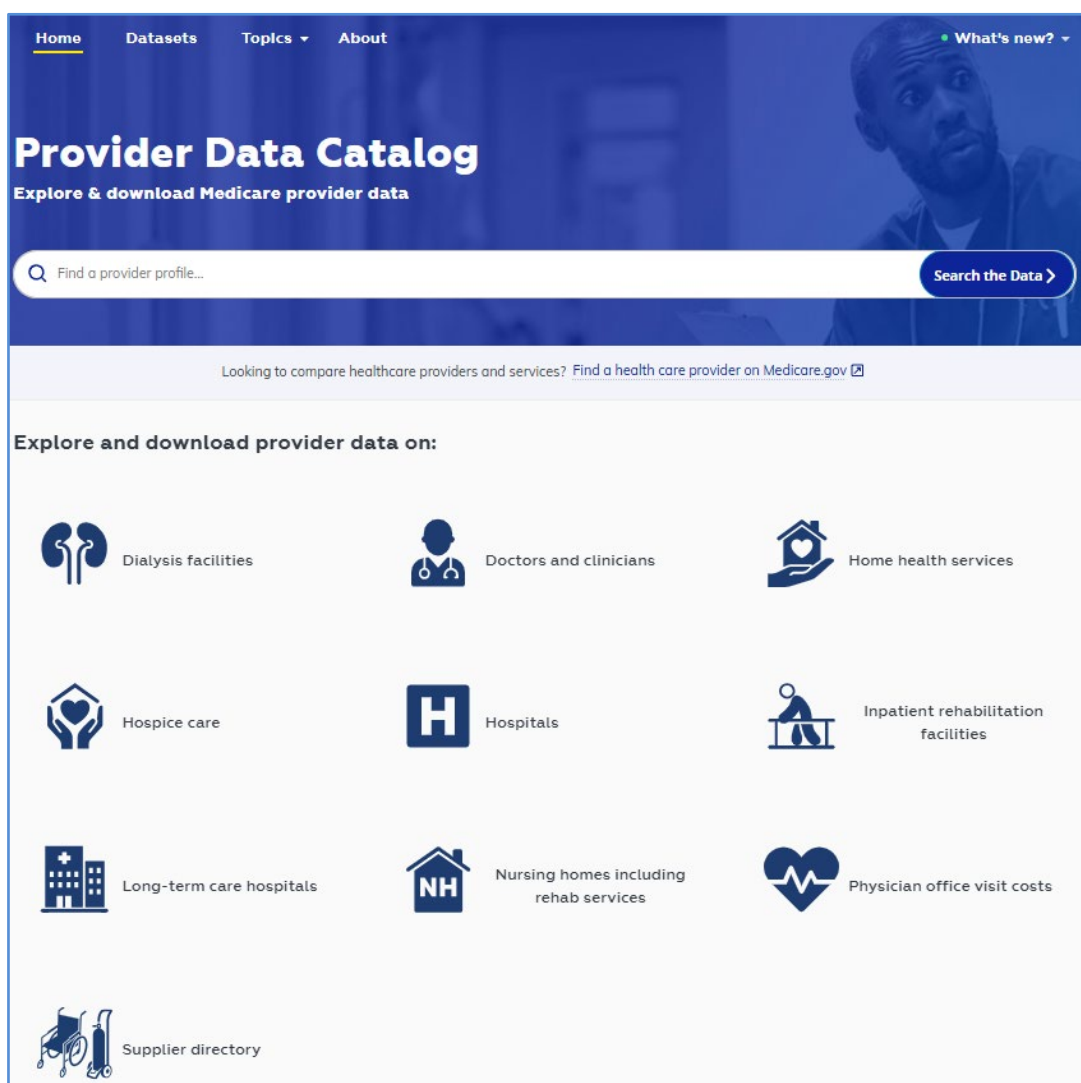 Home Datasets Topics About What's new?
Provider Data Catalog
Explore & download Medicare provider data
Find a provider profile... Search the Data
Looking to compare healthcare providers and services? Find a health care provider on Medicare.gov
Explore and download provider data on:
Dialysis facilities
Doctors and clinicians
Home health services
Hospice care
H
Hospitals
Inpatient rehabilitation
facilities
Long-term care hospitals
NH
Nursing homes including
rehab services
Physician office visit costs
Supplier directory